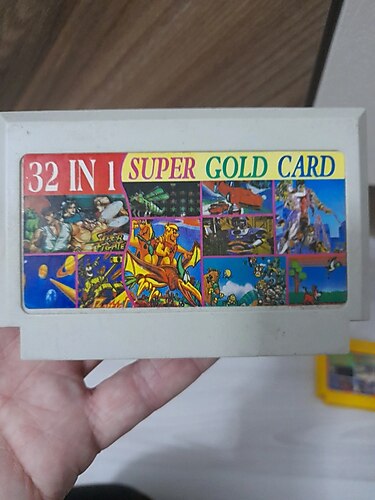 32 IN 1 SUPER GOLD CARD